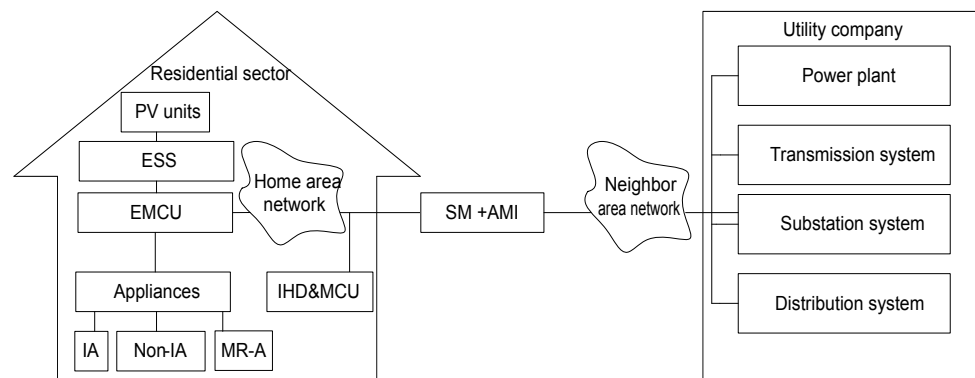 Residential sector
PV units
ESS
EMCU
Home area
network
Appliances
IHD&MCU
IA
Non-IA
MR-A
SM +AMI
Neighbor
area network
Utility company
Power plant
Transmission system
Substation system
Distribution system